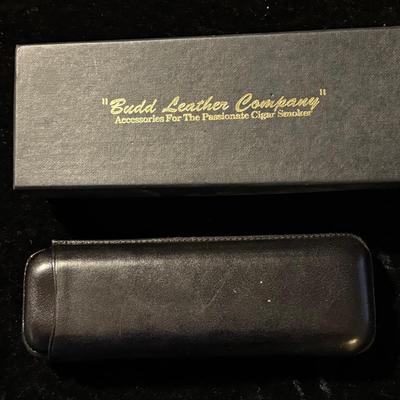 "Budd Leather Company"
Accessories For The Passionate Cigar Smoker